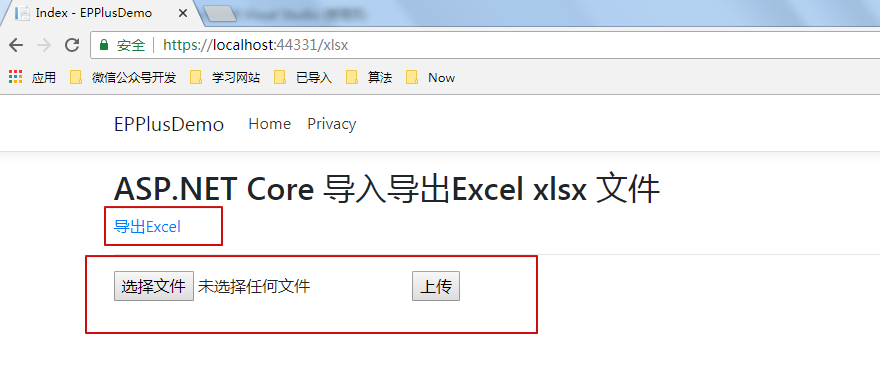 Index - EPPlusDemo
安全 https://localhost:44331/xlsx
应用 微信公众号开发 学习网站 已导入 算法 Now
EPPlusDemo Home Privacy
ASP.NET Core 导入导出Excel xlsx 文件
导出Excel
选择文件 未选择任何文件 上传